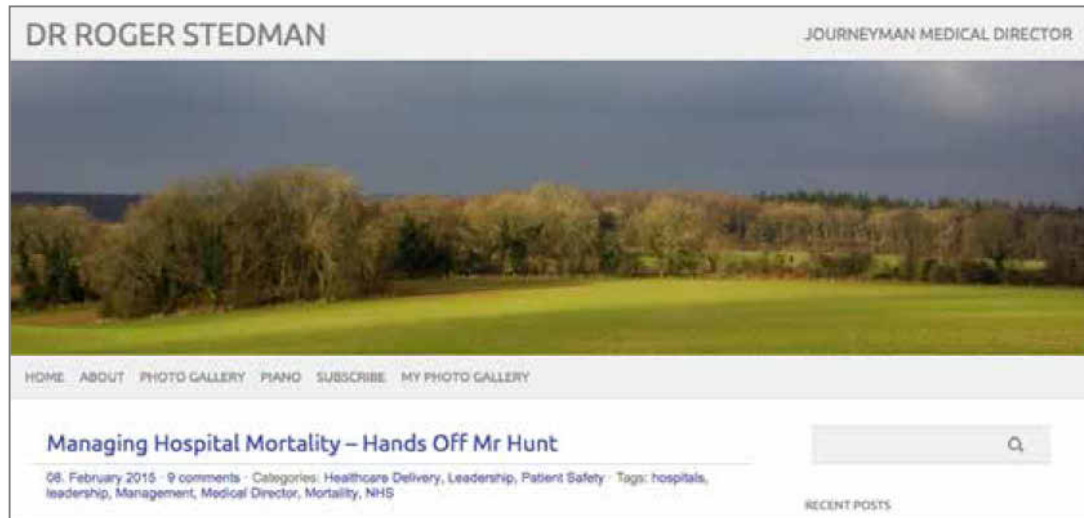 DR ROGER STEDMAN
JOURNEYMAN MEDICAL DIRECTOR
HOME ABOUT PHOTO GALLERY PIANO SUBSCRIBE MY PHOTO GALLERY
Managing Hospital Mortality – Hands Off Mr Hunt
08. February 2015 · 9 comments · Categories: Healthcare Delivery, Leadership, Patient Safety · Tags: hospitals,
leadership, Management, Medical Director, Mortality, NHS
RECENT POSTS